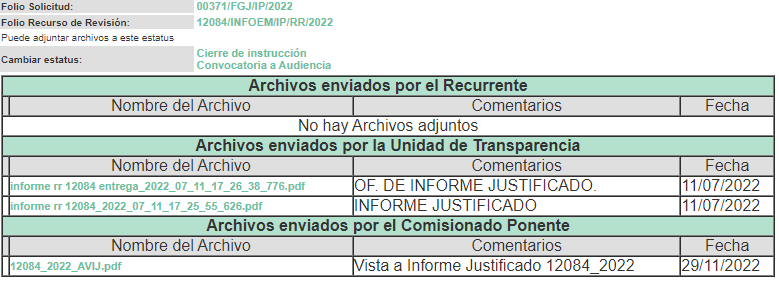 Folio Solicitud: 00371/FGJ/IP/2022
Folio Recurso de Revisión: 12084/INFOEM/IP/RR/2022
Puede adjuntar archivos a este estatus
Cambiar estatus: Cierre de instrucción
Convocatoria a Audiencia
Archivos enviados por el Recurrente
Nombre del Archivo Comentarios Fecha
No hay Archivos adjuntos
Archivos enviados por la Unidad de Transparencia
Nombre del Archivo Comentarios Fecha
informe rr 12084 entrega_2022_07_11_17_26_38_776.pdf OF. DE INFORME JUSTIFICADO. 11/07/2022
informe rr 12084_2022_07_11_17_25_55_626.pdf INFORME JUSTIFICADO 11/07/2022
Archivos enviados por el Comisionado Ponente
Nombre del Archivo Comentarios Fecha
12084_2022_AVIJ.pdf Vista a Informe Justificado 12084_2022 29/11/2022